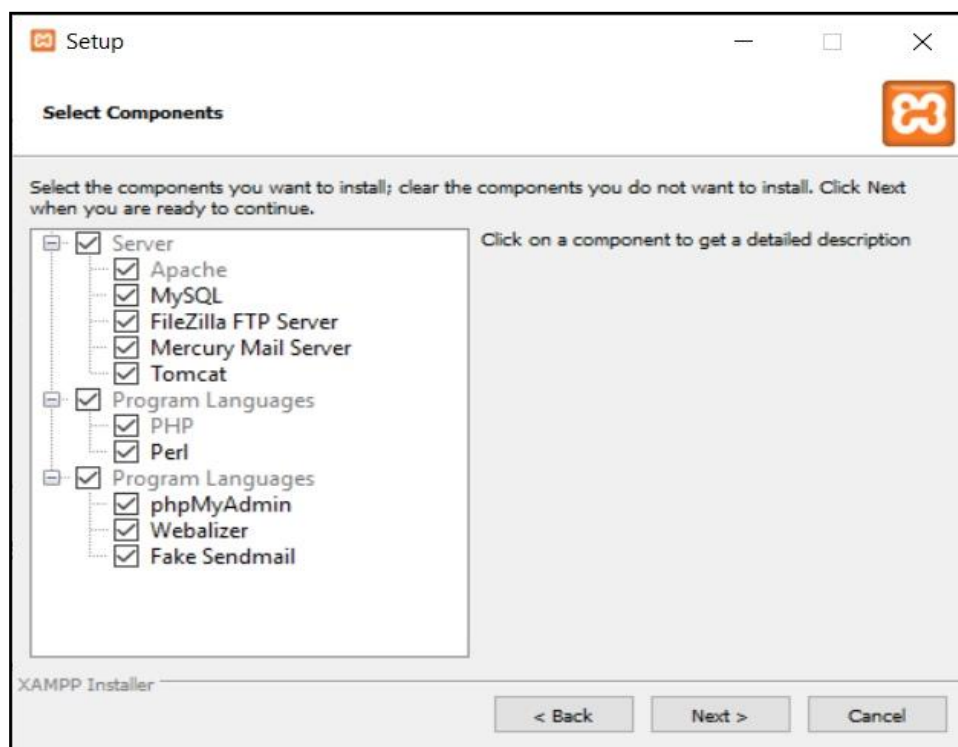 Setup
Select Components
Select the components you want to install; clear the components you do not want to install. Click Next
when you are ready to continue.
Server
Apache
MySQL
FileZilla FTP Server
Mercury Mail Server
Tomcat
Program Languages
PHP
Perl
Program Languages
phpMyAdmin
Webalizer
Fake Sendmail
Click on a component to get a detailed description
XAMPP Installer
< Back
Next >
Cancel